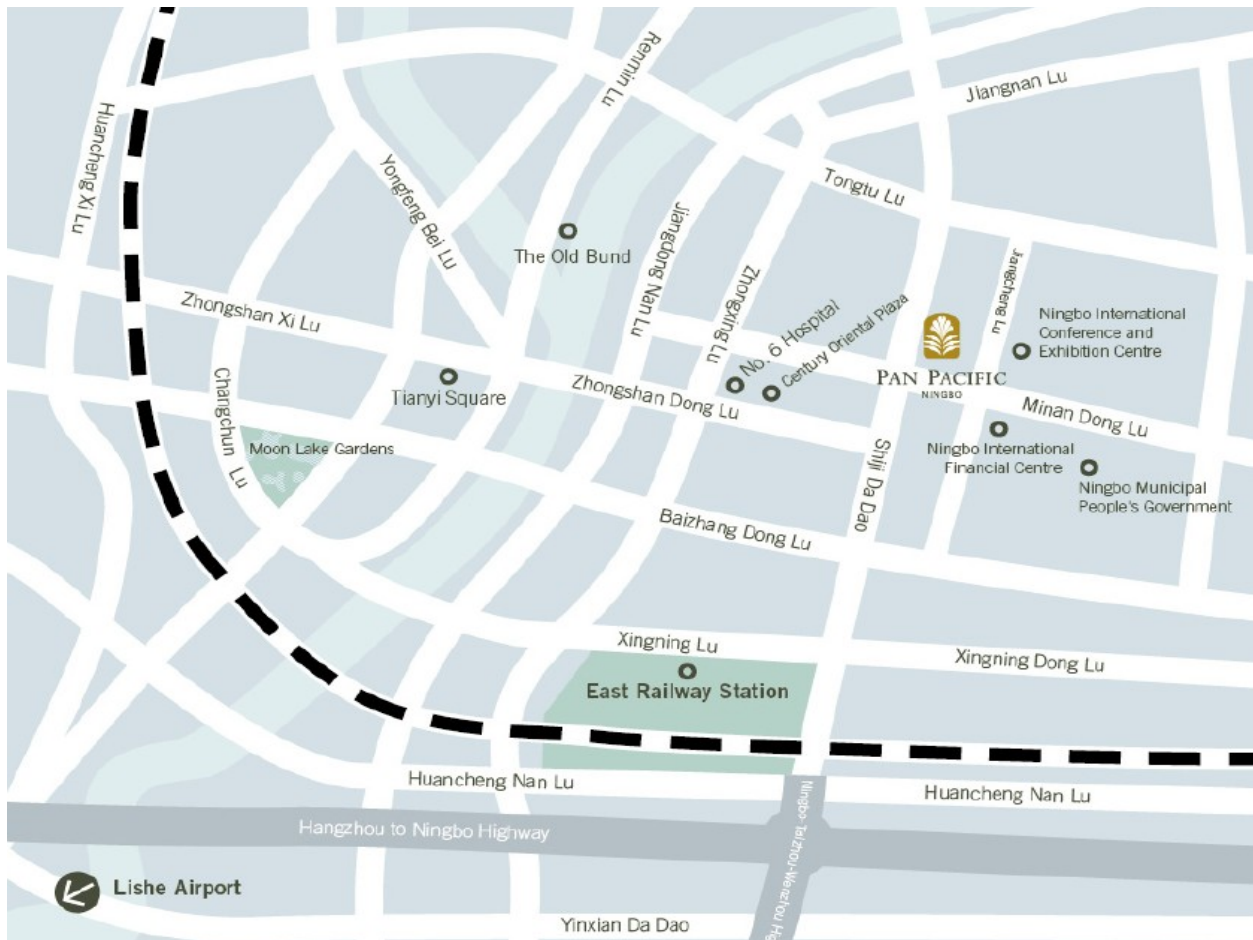 Renmin Lu
Jiangnan Lu
Huancheng Xi Lu
Yongfeng Bei Lu
Tongtu Lu
The Old Bund
Jiangdong Nan Lu
Zhongxing Lu
Jiangcheng Lu
Zhongshan Xi Lu
No. 6 Hospital
Century Oriental Plaza
Ningbo International
Conference and
Exhibition Centre
PAN PACIFIC
NINGBO
Tianyi Square
Zhongshan Dong Lu
Minan Dong Lu
Changchun Lu
Moon Lake Gardens
Shiji Da Dao
Ningbo International
Financial Centre
Ningbo Municipal
People's Government
Baizhang Dong Lu
Xingning Lu
Xingning Dong Lu
East Railway Station
Huancheng Nan Lu
Huancheng Nan Lu
Hangzhou to Ningbo Highway
Ningbo-Taizhou-Wenzhou
Lishe Airport
Yinxian Da Dao